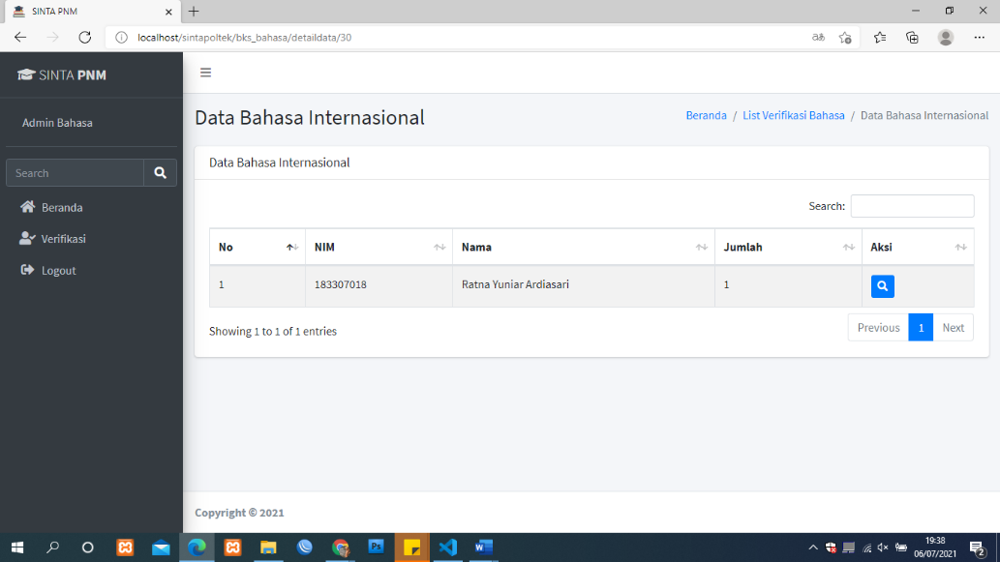 SINTA PNM
localhost/sintapoltek/bks_bahasa/detaildata/30
SINTA PNM
Admin Bahasa
Search
Beranda
Verifikasi
Logout
Data Bahasa Internasional
Beranda / List Verifikasi Bahasa / Data Bahasa Internasional
Data Bahasa Internasional
Search:
No NIM Nama Jumlah Aksi
1 183307018 Ratna Yuniar Ardiasari 1
Showing 1 to 1 of 1 entries
Previous 1 Next
Copyright © 2021
19:38
06/07/2021
2